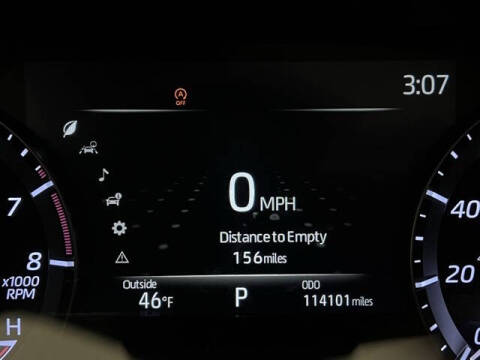 A
OFF
3:07
7
8
x1000
RPM
H
0 MPH
Distance to Empty
156 miles
Outside
46°F
P
ODO
114101 miles
40
20
0